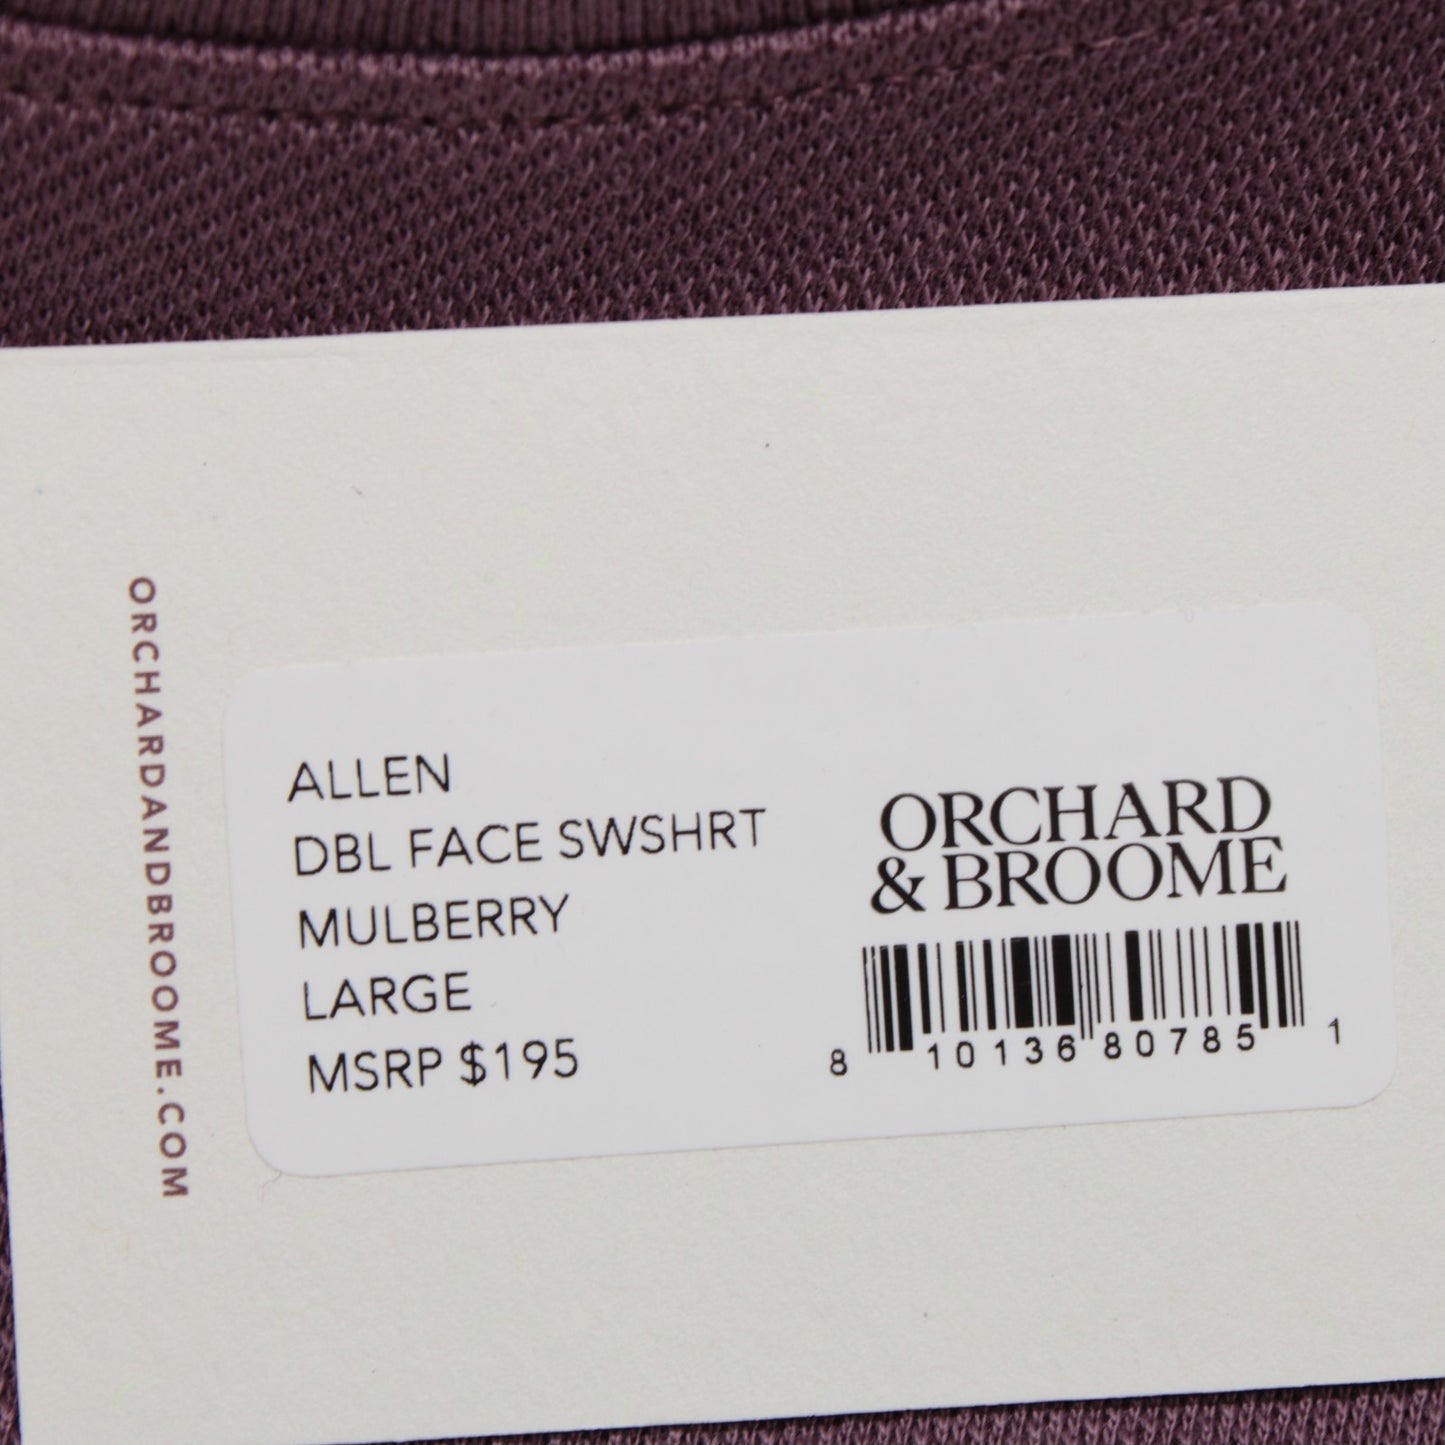 ORCHARDANDBROOME.COM
ALLEN
DBL FACE SWSHRT
MULBERRY
LARGE
MSRP $195
ORCHARD
& BROOME
8 10136 80785 1